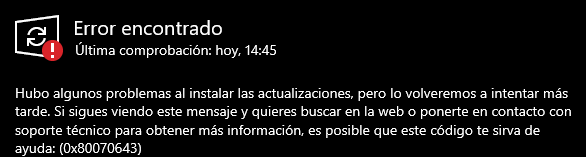 Error encontrado
Última comprobación: hoy, 14:45
Hubo algunos problemas al instalar las actualizaciones, pero lo volveremos a intentar más
tarde. Si sigues viendo este mensaje y quieres buscar en la web o ponerte en contacto con
soporte técnico para obtener más información, es posible que este código te sirva de
ayuda: (0x80070643)